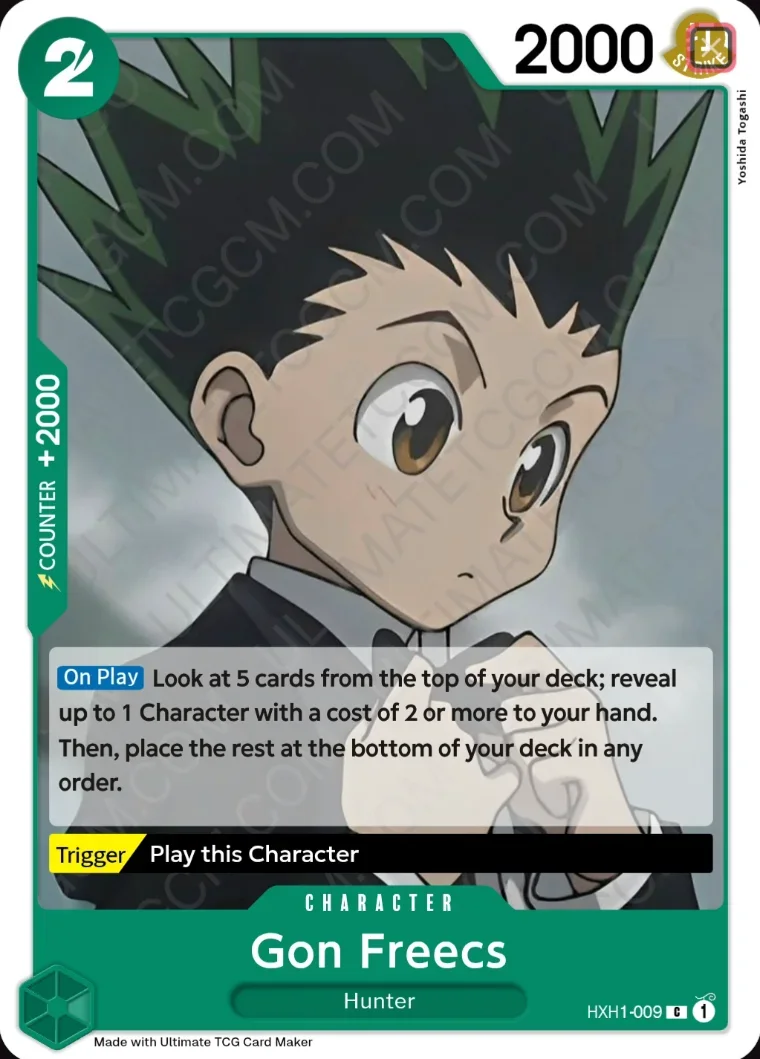 2
2000
STRIKE
Yoshida Togashi
COUNTER +2000
ULTIMATETCGCM.COM
On Play Look at 5 cards from the top of your deck; reveal
up to 1 Character with a cost of 2 or more to your hand.
Then, place the rest at the bottom of your deck in any
order.
Trigger Play this Character
CHARACTER
Gon Freecs
Hunter
HXH1-009 C 1
Made with Ultimate TCG Card Maker